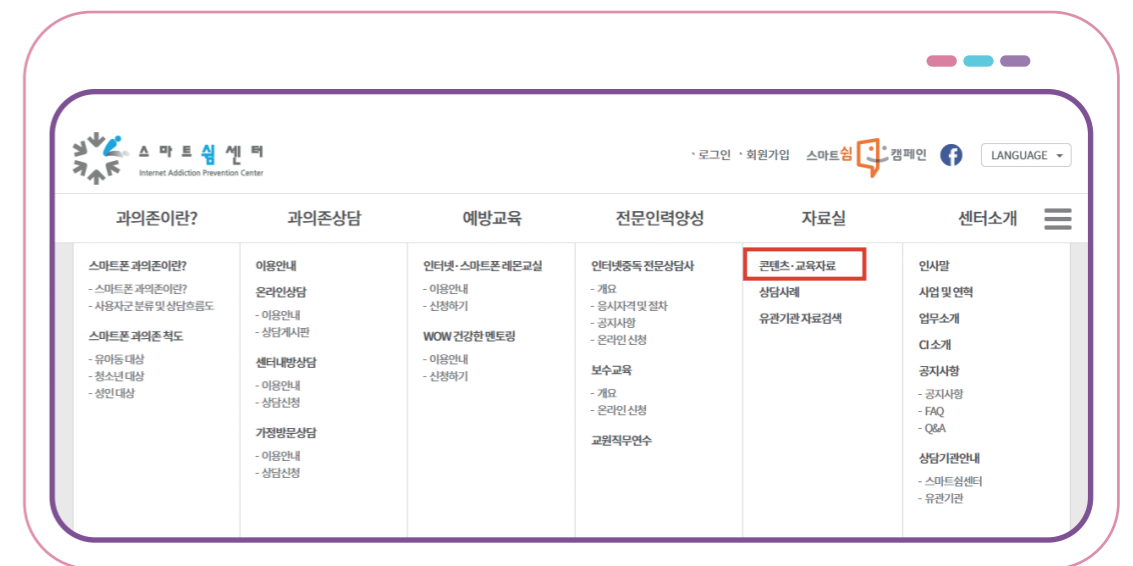 스마트쉼센터
Internet Addiction Prevention Center
· 로그인 · 회원가입 스마트쉼 캠페인 f LANGUAGE
과의존이란? 과의존상담 예방교육 전문인력양성 자료실 센터소개
스마트폰 과의존이란?
- 스마트폰 과의존이란?
- 사용자군 분류 및 상담흐름도
스마트폰 과의존 척도
- 유아동 대상
- 청소년 대상
- 성인 대상
이용안내
온라인상담
- 이용안내
- 상담게시판
센터내방상담
- 이용안내
- 상담신청
가정방문상담
- 이용안내
- 상담신청
인터넷·스마트폰 레몬교실
- 이용안내
- 신청하기
WOW 건강한 멘토링
- 이용안내
- 신청하기
인터넷중독 전문상담사
- 개요
- 응시자격 및 절차
- 공지사항
- 온라인 신청
보수교육
- 개요
- 온라인 신청
교원직무연수
콘텐츠·교육자료
상담사례
유관기관 자료검색
인사말
사업 및 연혁
업무소개
CI 소개
공지사항
- 공지사항
- FAQ
- Q&A
상담기관안내
- 스마트쉼센터
- 유관기관